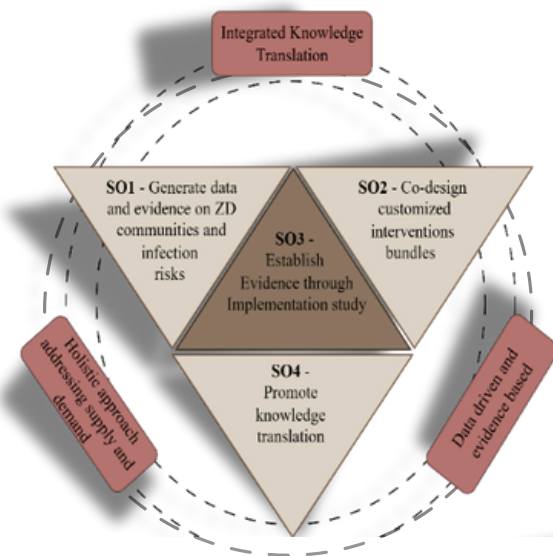 Integrated Knowledge
Translation
SO1 - Generate data
and evidence on ZD
communities and
infection
risks
SO2 - Co-design
customized
interventions
bundles
SO3 -
Establish
Evidence through
Implementation study
SO4 -
Promote
knowledge
translation
Holistic approach
addressing supply and
demand
Data driven and
evidence based